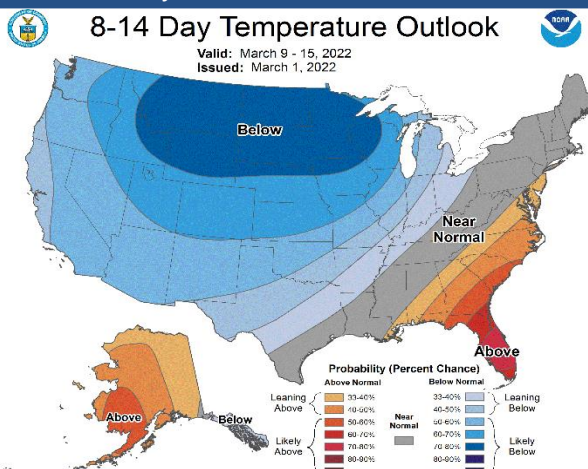 8-14 Day Temperature Outlook
Valid: March 9 - 15, 2022
Issued: March 1, 2022
NOAA
Below
Near
Normal
Above
Above
Below
Probability (Percent Chance)
Above Normal
Below Normal
Leaning
Above
33-40%
40-50%
Near
Normal
33-40%
40-50%
Leaning
Below
Likely
Above
50-60%
60-70%
70-80%
80-90%
50-60%
60-70%
70-80%
80-90%
Likely
Below